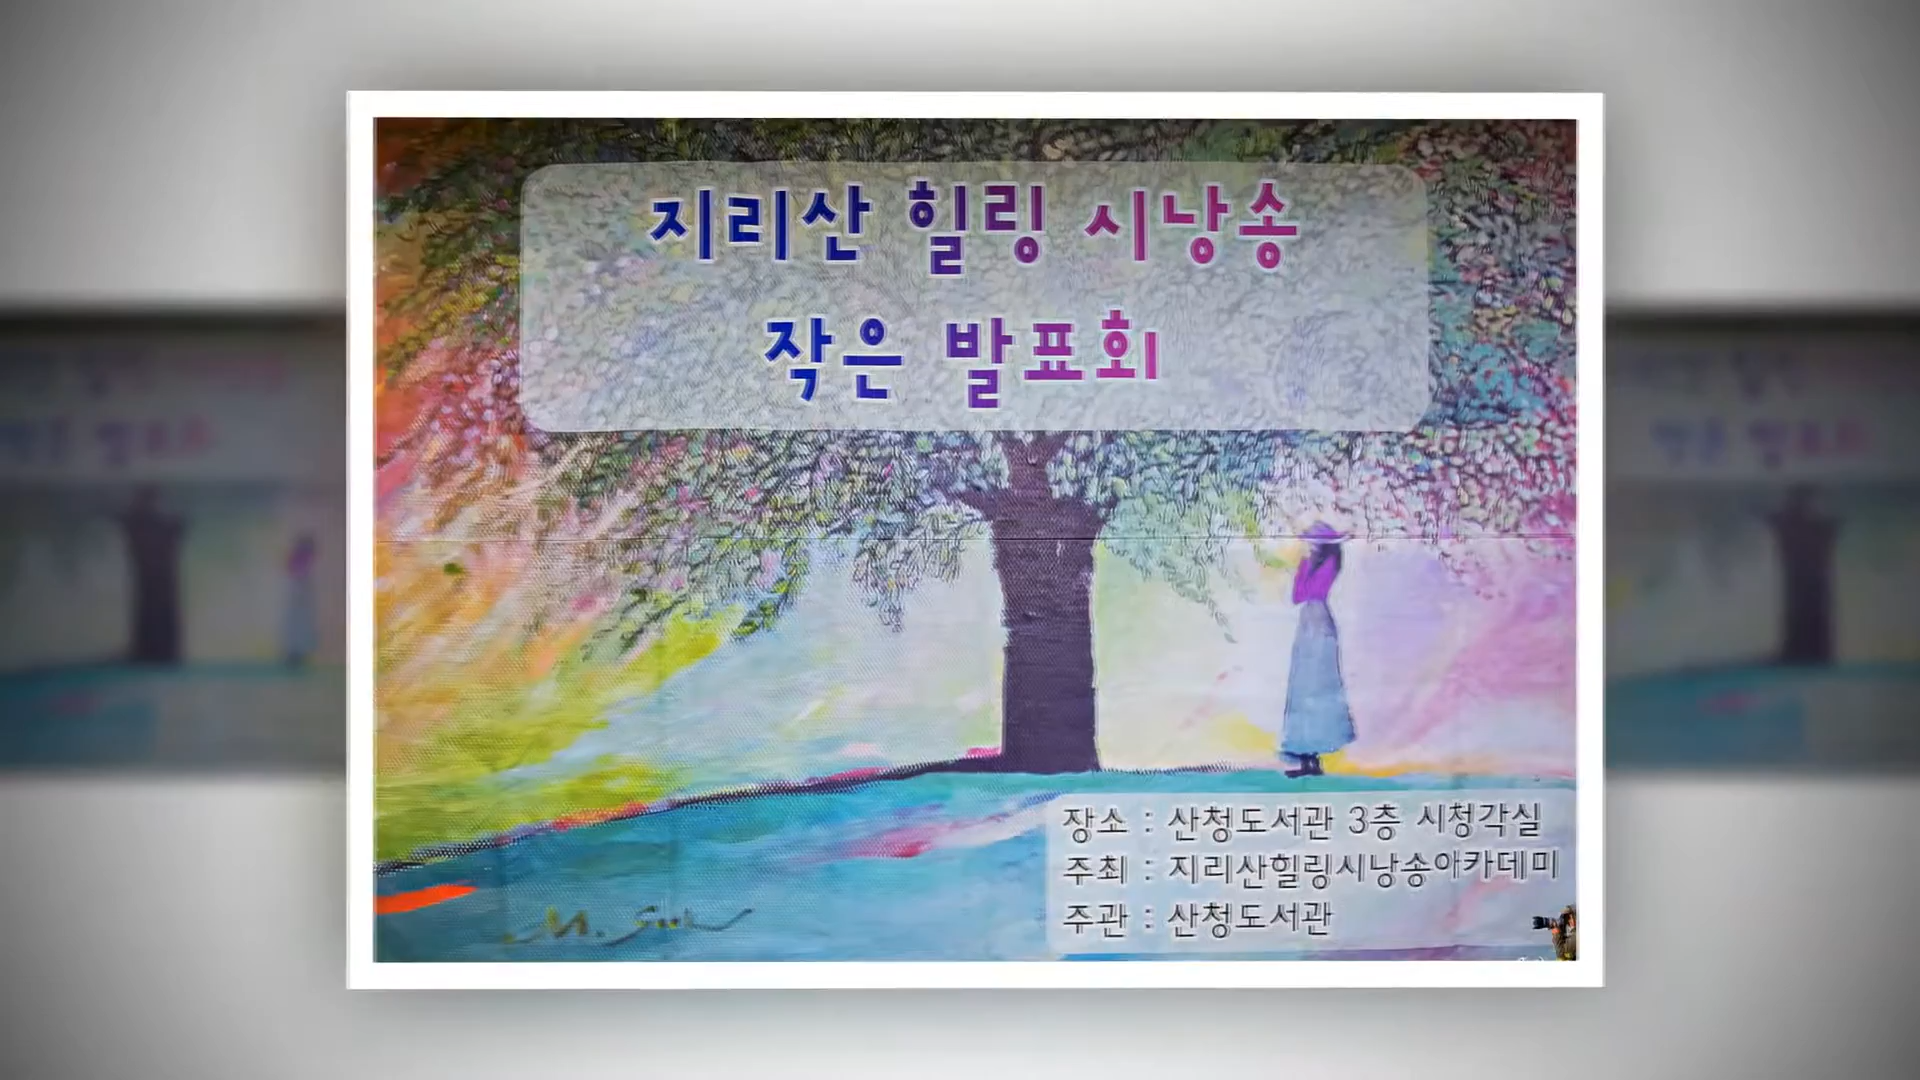 지리산 힐링 시낭송
작은 발표회
장소 : 산청도서관 3층 시청각실
주최 : 지리산힐링시낭송아카데미
주관 : 산청도서관